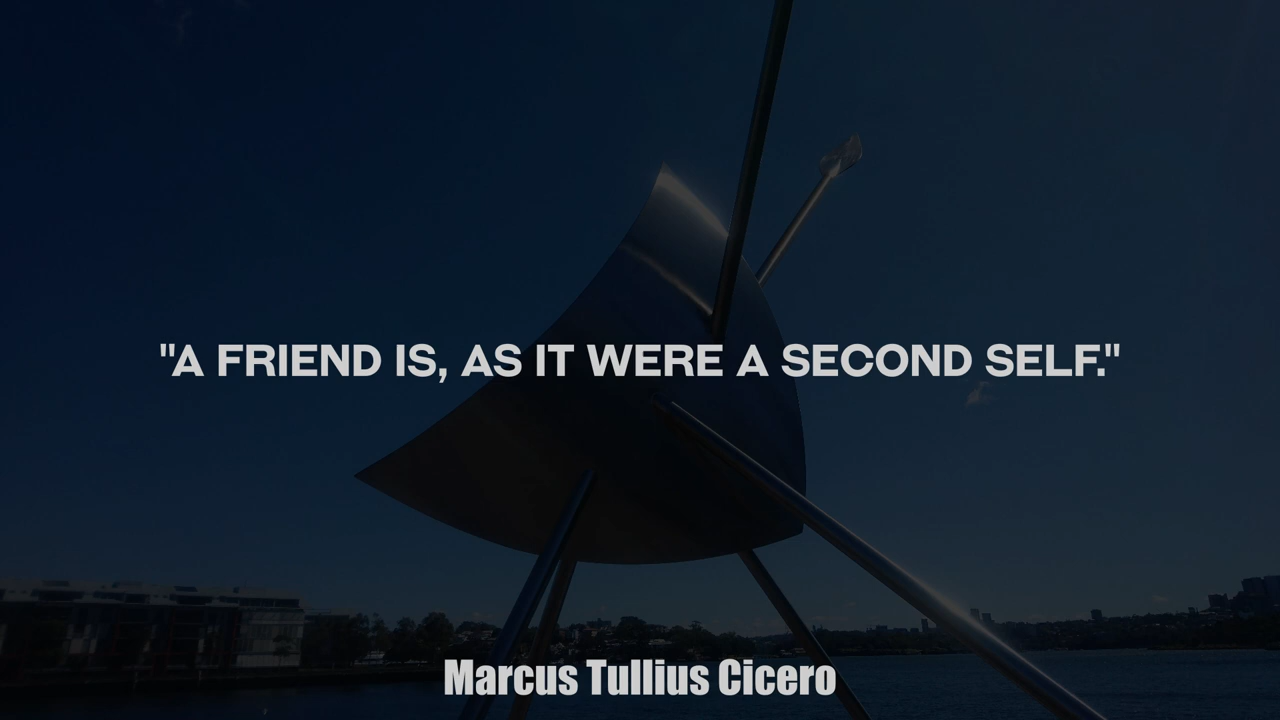 "A FRIEND IS, AS IT WERE A SECOND SELF."
Marcus Tullius Cicero